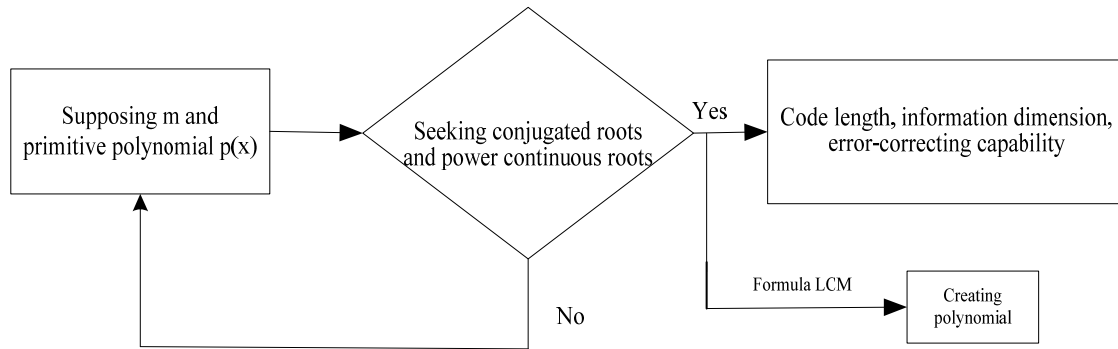 Supposing m and
primitive polynomial p(x)
Seeking conjugated roots
and power continuous roots
Yes
Code length, information dimension,
error-correcting capability
No
Formula LCM
Creating
polynomial